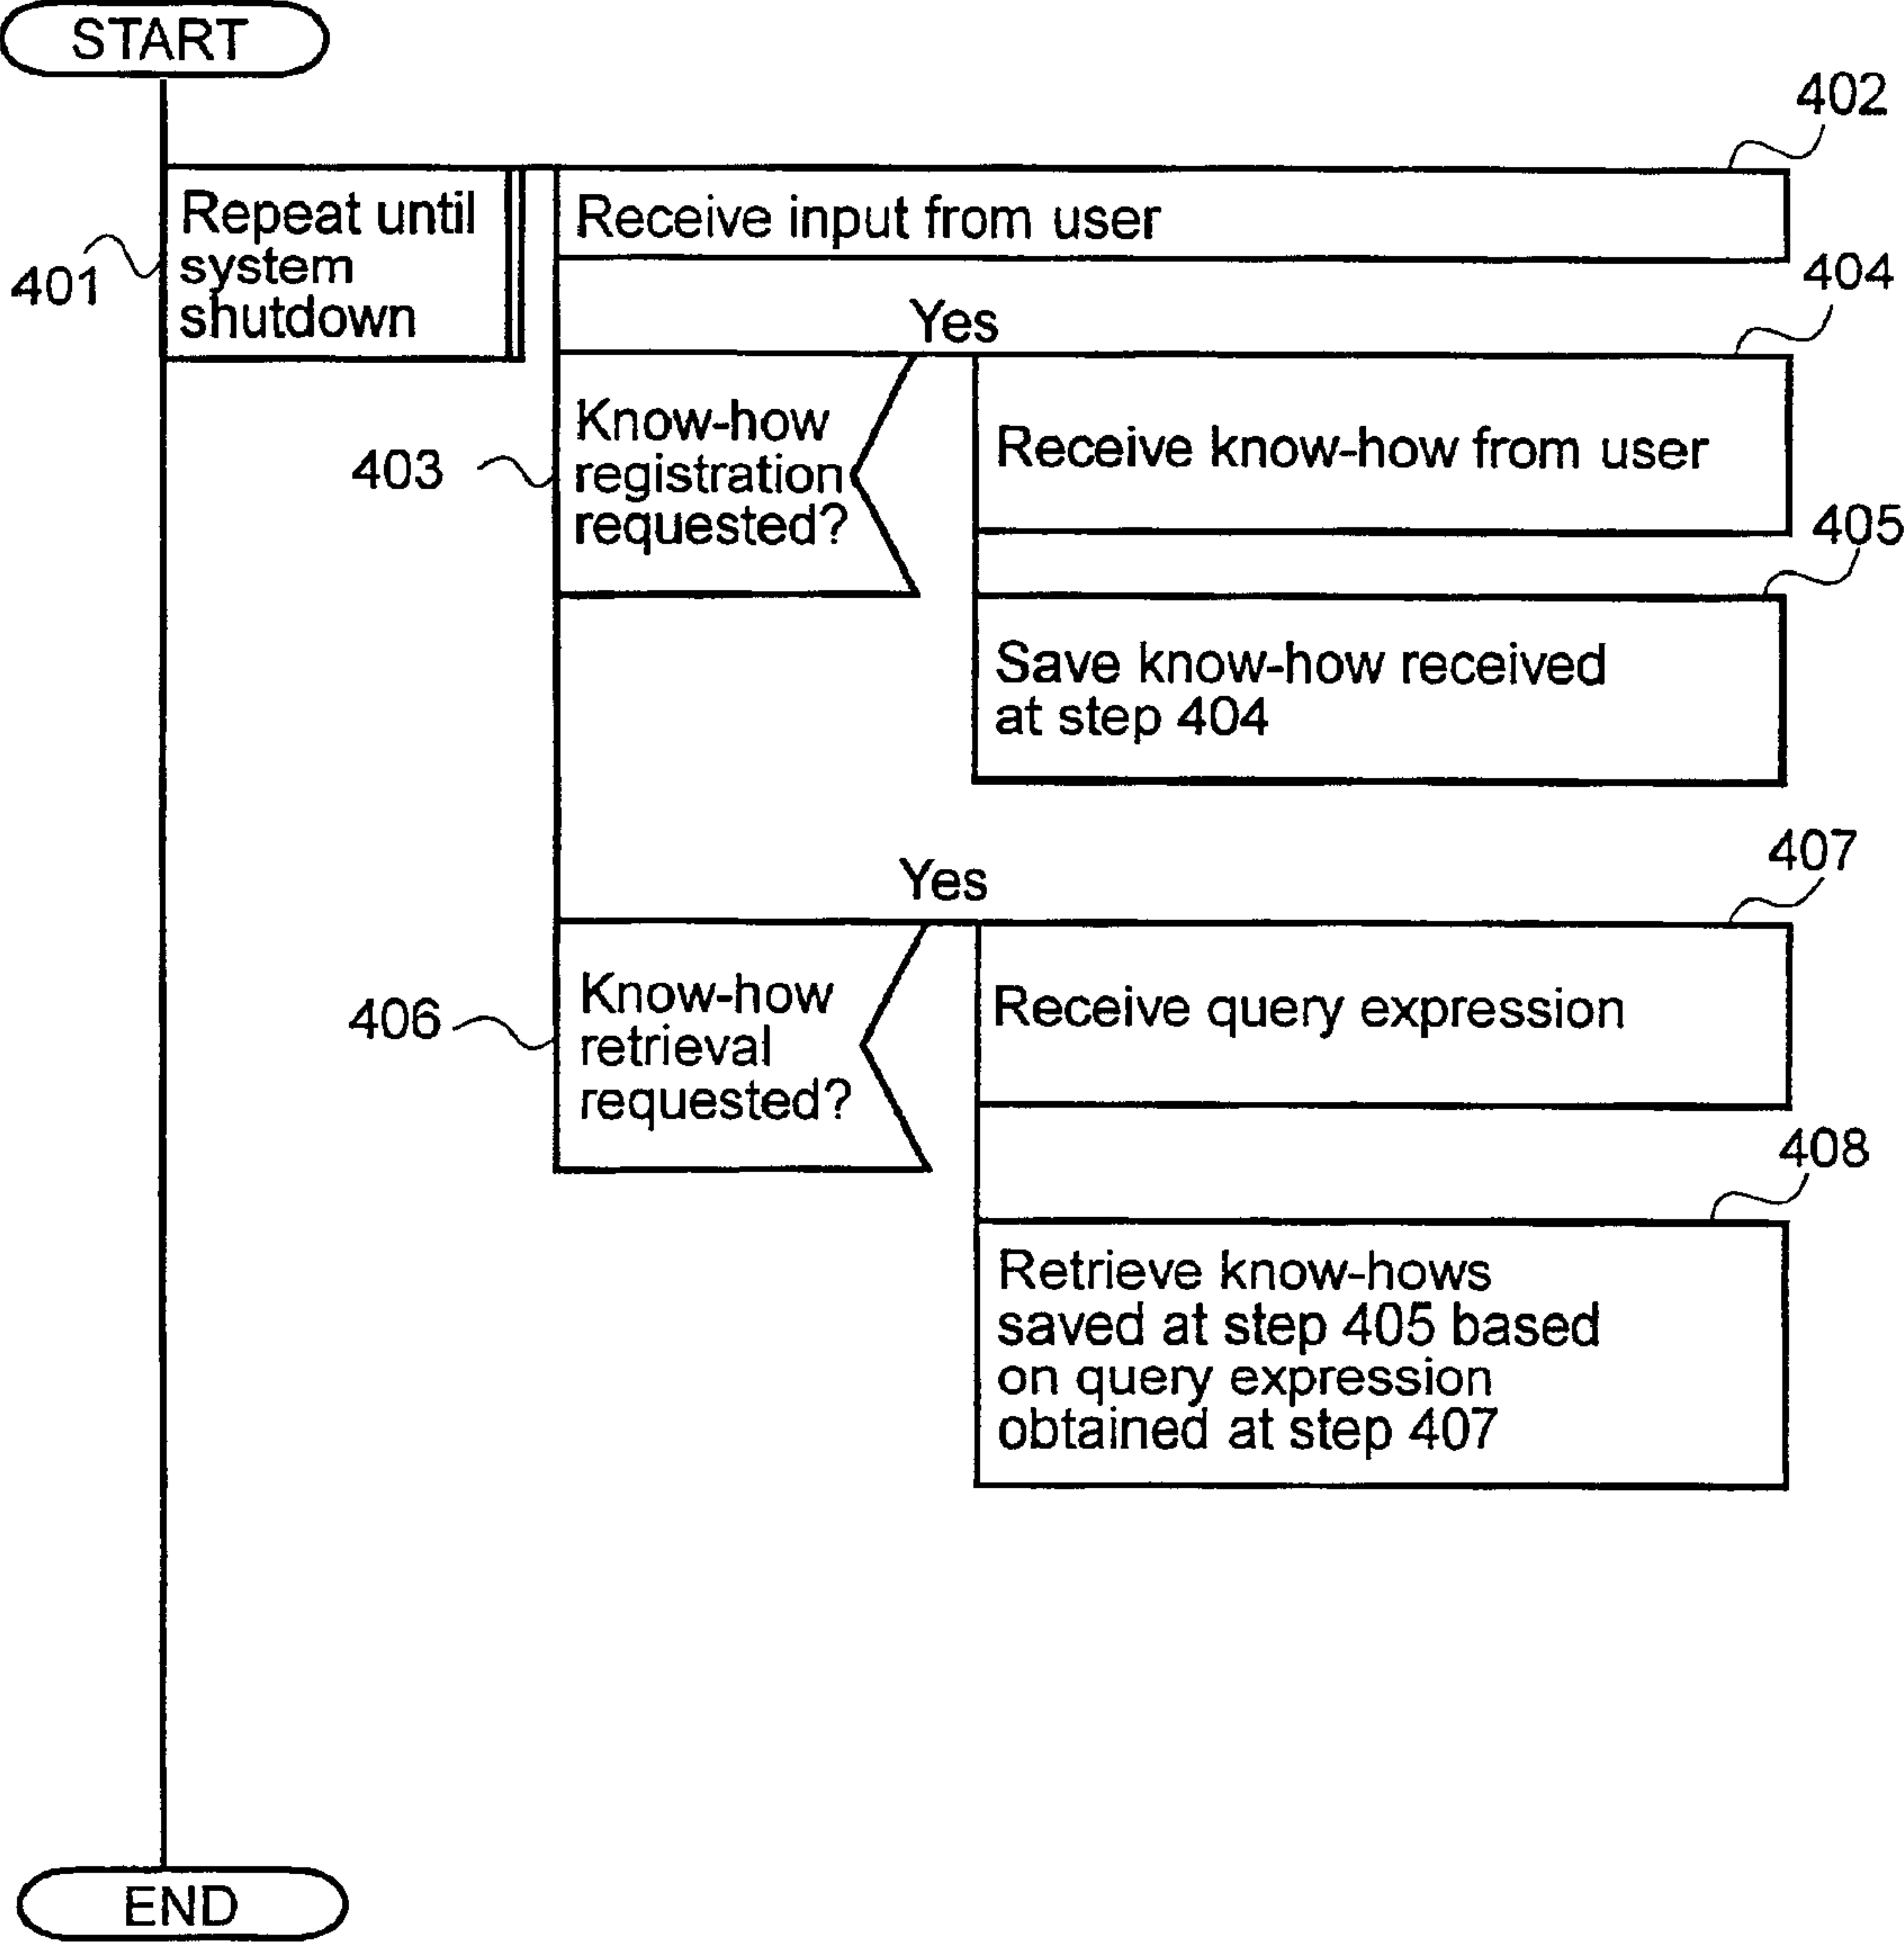 START
402
Repeat until
system
shutdown
401
Receive input from user
404
Yes
Know-how
registration
requested?
403
Receive know-how from user
405
Save know-how received
at step 404
407
Yes
Know-how
retrieval
requested?
406
Receive query expression
408
Retrieve know-hows
saved at step 405 based
on query expression
obtained at step 407
END